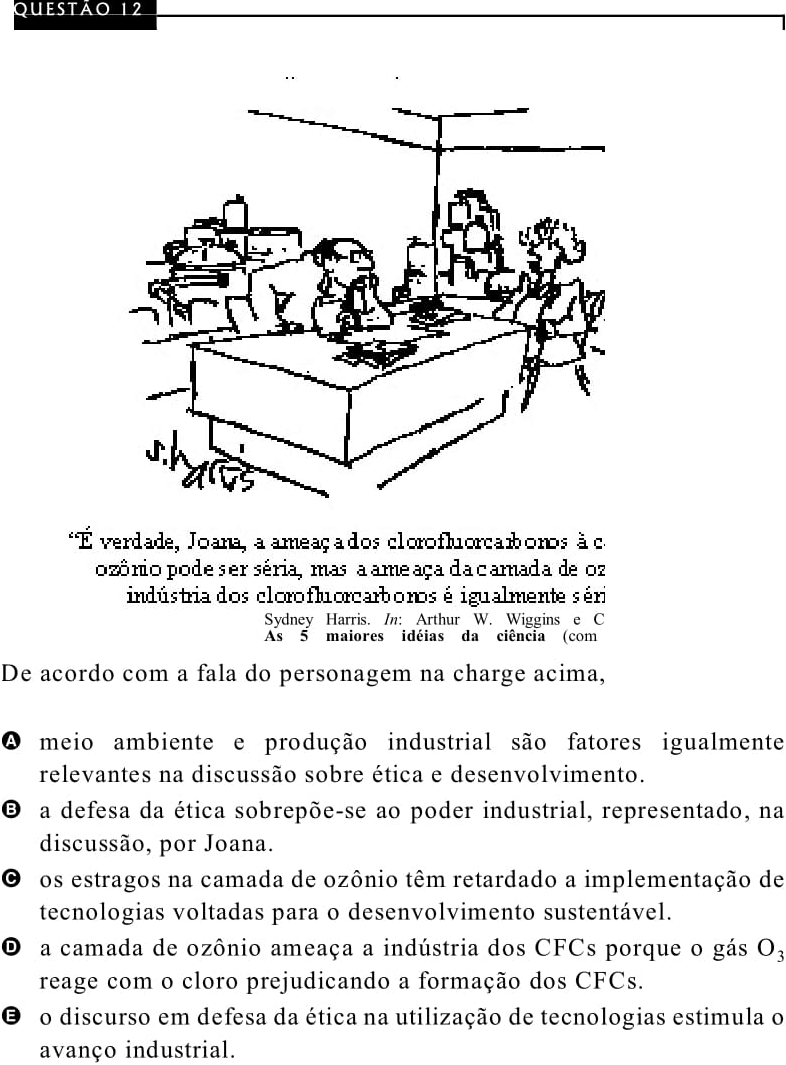 QUESTÃO 12
S. Harris
“É verdade, Joana, a ameaça dos clorofluorcarbonos à c
ozônio pode ser séria, mas a ameaça da camada de oz
indústria dos clorofluorcarbonos é igualmente séri
Sydney Harris. In: Arthur W. Wiggins e C
As 5 maiores idéias da ciência (com
De acordo com a fala do personagem na charge acima,
A meio ambiente e produção industrial são fatores igualmente
relevantes na discussão sobre ética e desenvolvimento.
B a defesa da ética sobrepõe-se ao poder industrial, representado, na
discussão, por Joana.
C os estragos na camada de ozônio têm retardado a implementação de
tecnologias voltadas para o desenvolvimento sustentável.
D a camada de ozônio ameaça a indústria dos CFCs porque o gás O₃
reage com o cloro prejudicando a formação dos CFCs.
E o discurso em defesa da ética na utilização de tecnologias estimula o
avanço industrial.